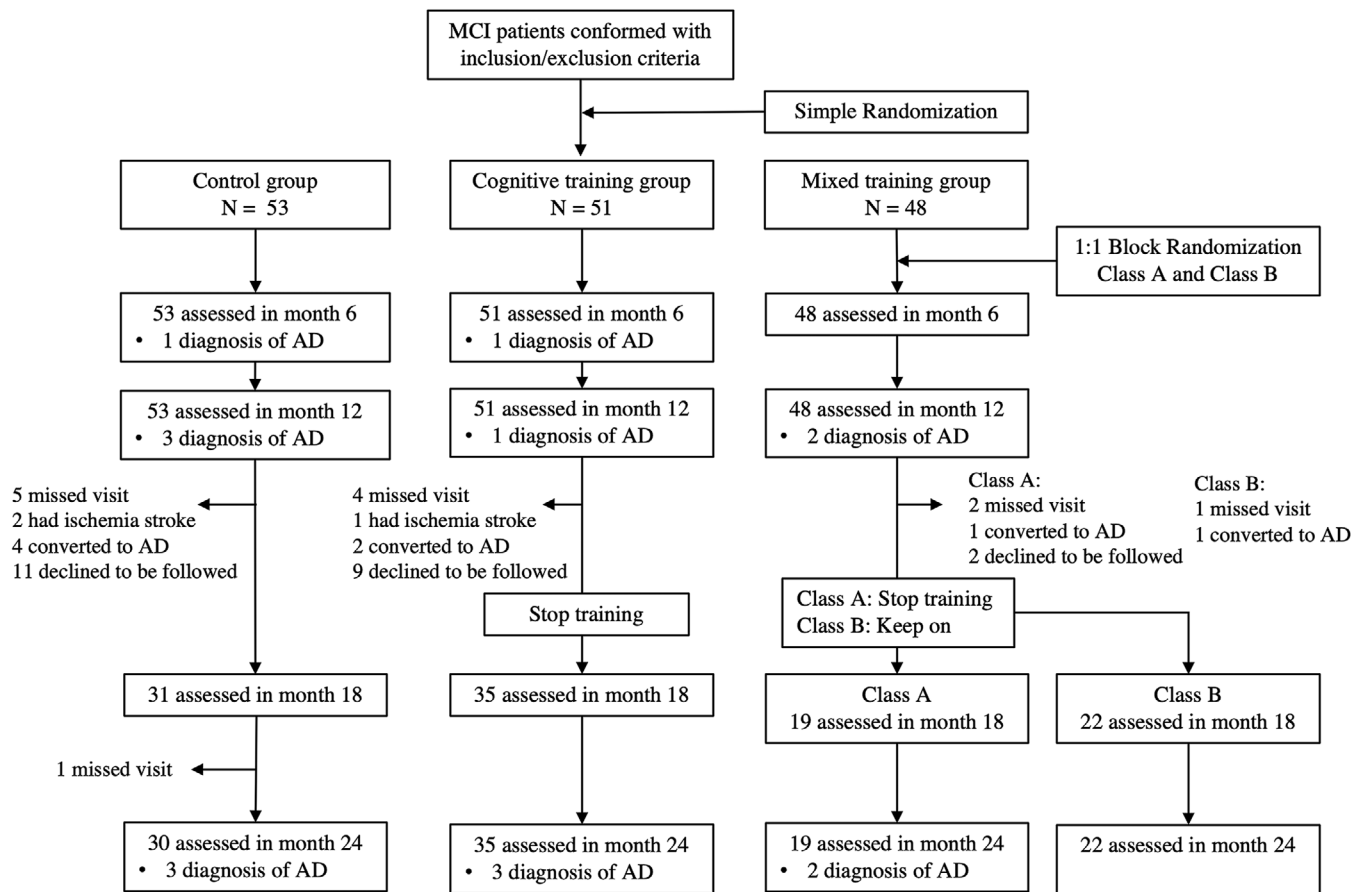 MCI patients conformed with
inclusion/exclusion criteria
Simple Randomization
Control group
N = 53
Cognitive training group
N = 51
Mixed training group
N = 48
1:1 Block Randomization
Class A and Class B
53 assessed in month 6
• 1 diagnosis of AD
51 assessed in month 6
• 1 diagnosis of AD
48 assessed in month 6
53 assessed in month 12
• 3 diagnosis of AD
51 assessed in month 12
• 1 diagnosis of AD
48 assessed in month 12
• 2 diagnosis of AD
5 missed visit
2 had ischemia stroke
4 converted to AD
11 declined to be followed
4 missed visit
1 had ischemia stroke
2 converted to AD
9 declined to be followed
Class A:
2 missed visit
1 converted to AD
2 declined to be followed
Class B:
1 missed visit
1 converted to AD
Stop training
Class A: Stop training
Class B: Keep on
31 assessed in month 18
35 assessed in month 18
Class A
19 assessed in month 18
Class B
22 assessed in month 18
1 missed visit
30 assessed in month 24
• 3 diagnosis of AD
35 assessed in month 24
• 3 diagnosis of AD
19 assessed in month 24
• 2 diagnosis of AD
22 assessed in month 24